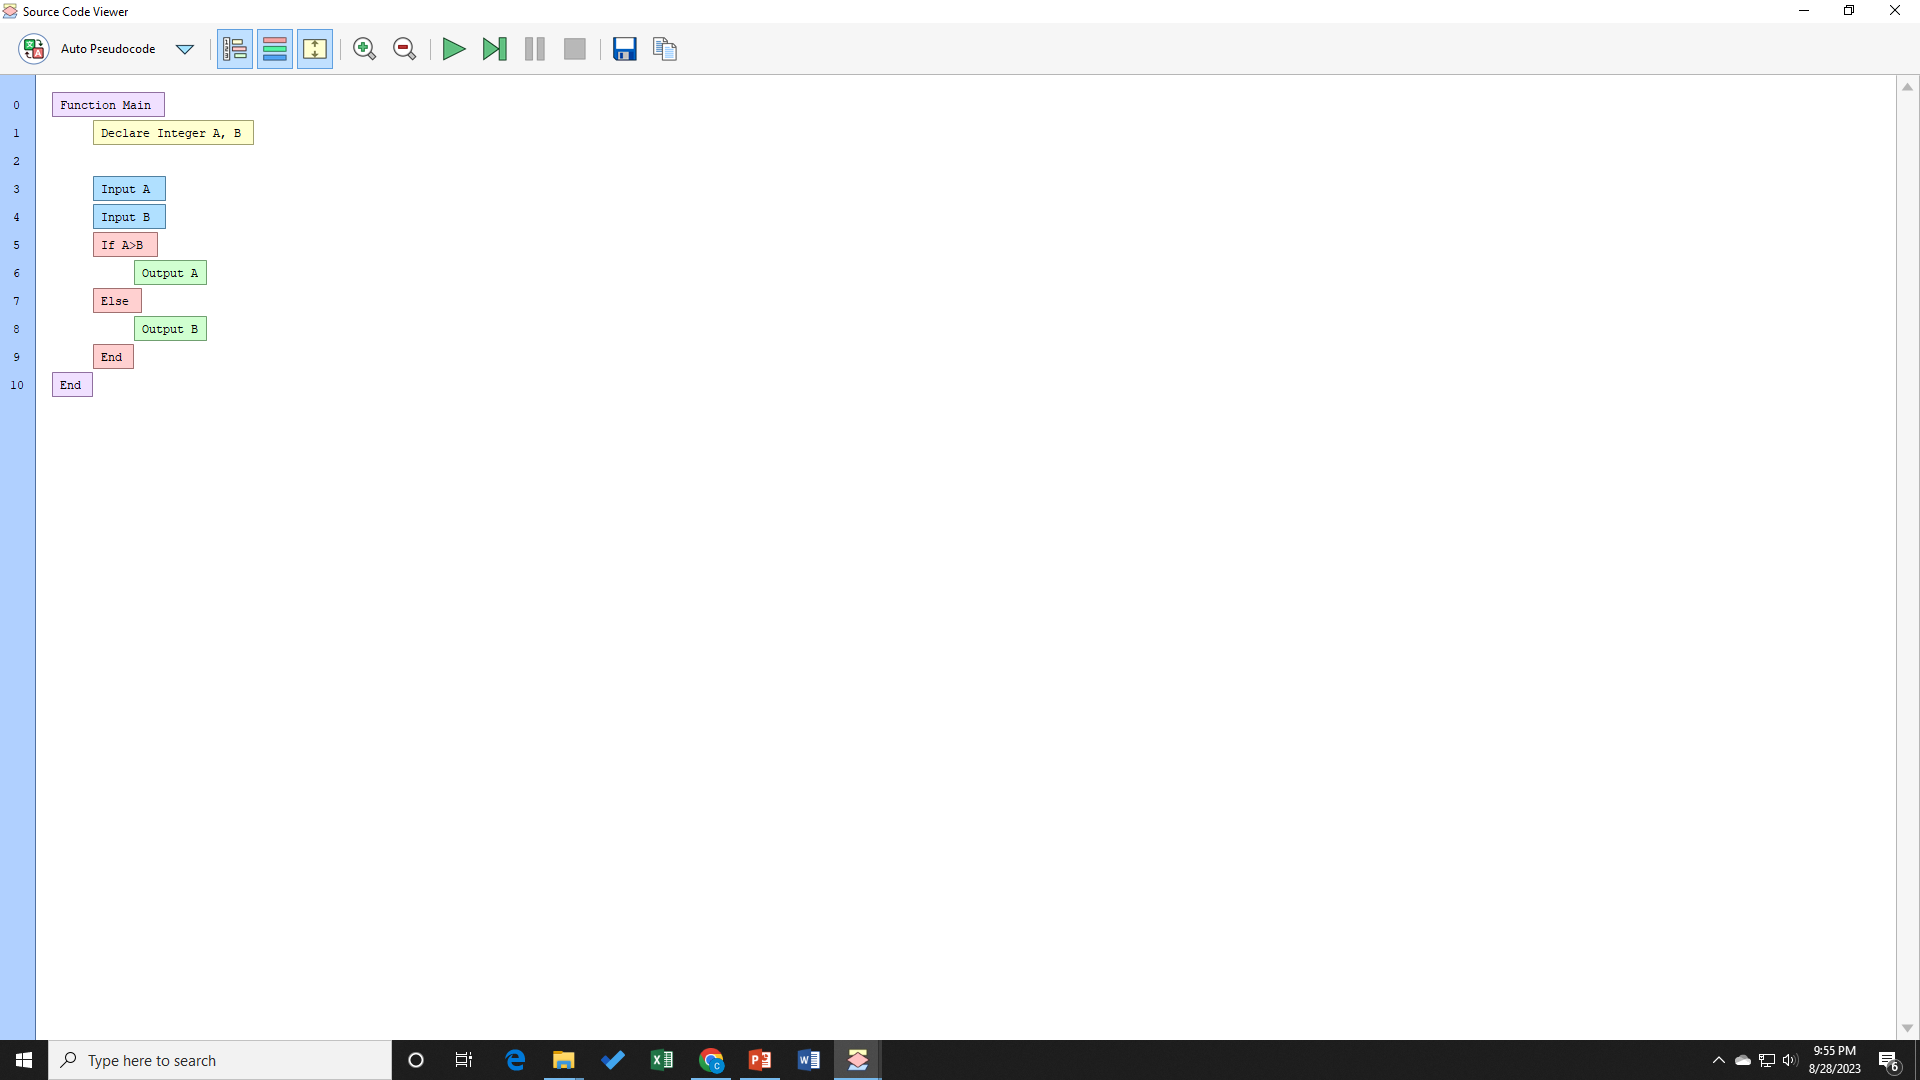 Source Code Viewer
Auto Pseudocode
0 Function Main
1 Declare Integer A, B
2
3 Input A
4 Input B
5 If A>B
6 Output A
7 Else
8 Output B
9 End
10 End
Type here to search
9:55 PM
8/28/2023
6